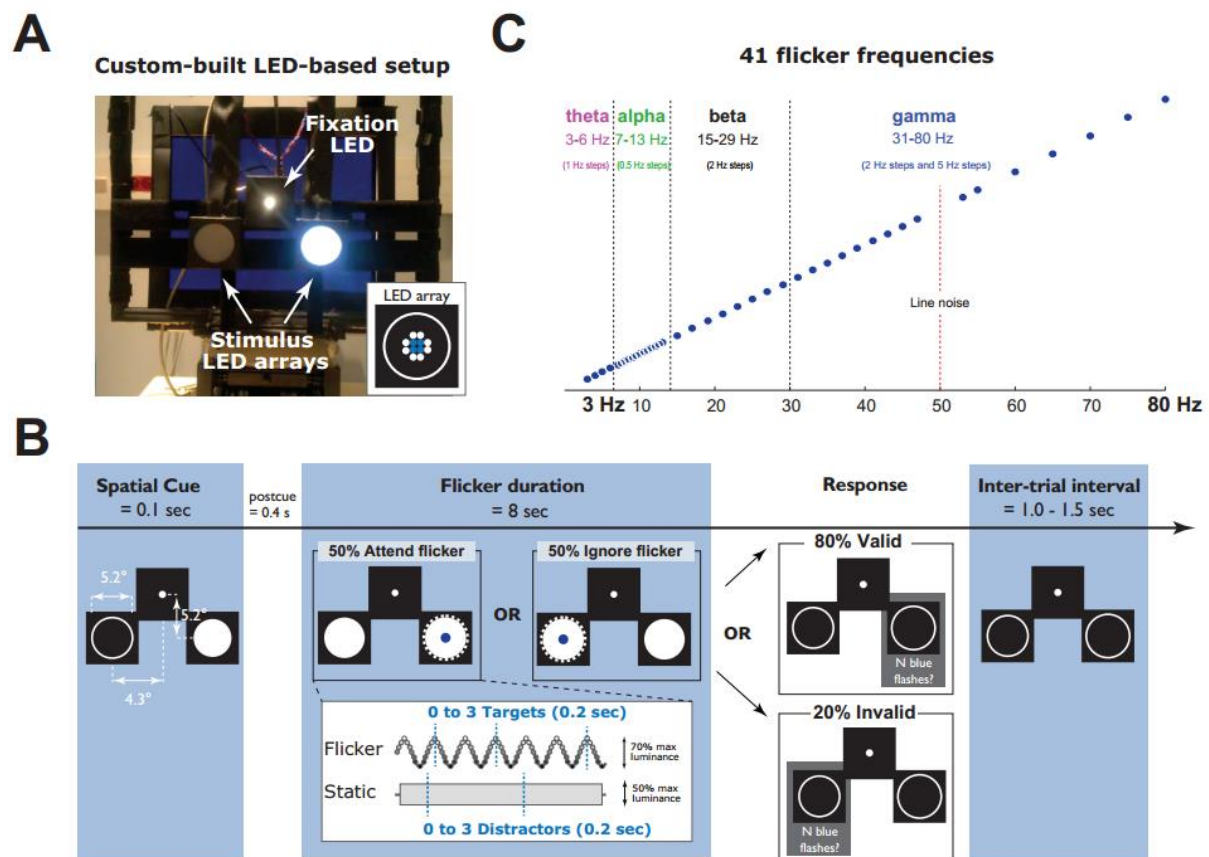 A
Custom-built LED-based setup
Fixation
LED
Stimulus
LED arrays
LED array
C
41 flicker frequencies
theta
3-6 Hz
(1 Hz steps)
alpha
7-13 Hz
(0.5 Hz steps)
beta
15-29 Hz
(2 Hz steps)
gamma
31-80 Hz
(2 Hz steps and 5 Hz steps)
Line noise
3 Hz 10 20 30 40 50 60 70 80 Hz
B
Spatial Cue
= 0.1 sec
5.2°
5.2°
4.3°
postcue
= 0.4 s
Flicker duration
= 8 sec
50% Attend flicker
OR
50% Ignore flicker
0 to 3 Targets (0.2 sec)
Flicker
70% max
luminance
Static
50% max
luminance
0 to 3 Distractors (0.2 sec)
Response
80% Valid
N blue
flashes?
OR
20% Invalid
N blue
flashes?
Inter-trial interval
= 1.0 - 1.5 sec